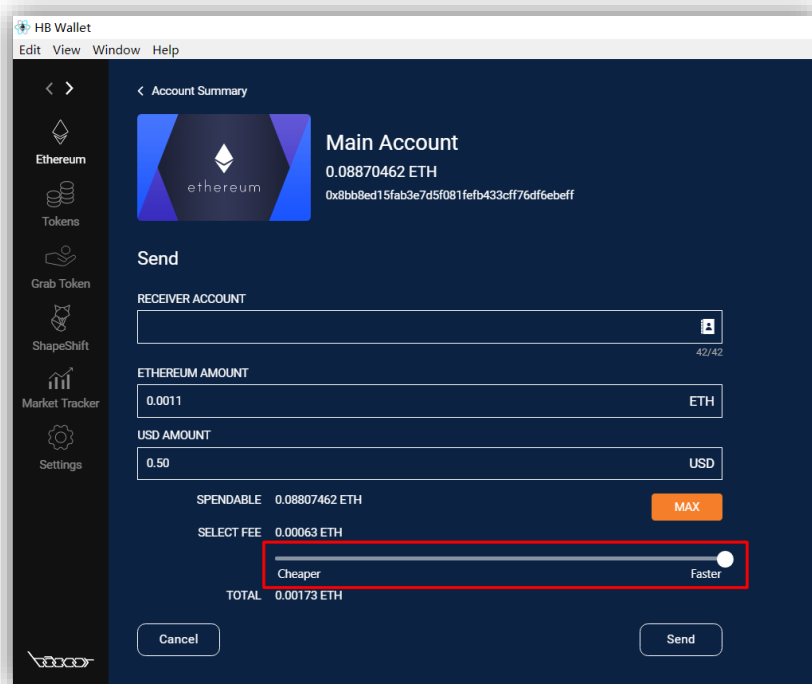 HB Wallet
Edit View Window Help
Account Summary
Ethereum
Tokens
Grab Token
ShapeShift
Market Tracker
Settings
ethereum
Main Account
0.08870462 ETH
0x8bb8ed15fab3e7d5f081fefb433cff76df6ebeff
Send
RECEIVER ACCOUNT
42/42
ETHEREUM AMOUNT
0.0011 ETH
USD AMOUNT
0.50 USD
SPENDABLE 0.08807462 ETH
MAX
SELECT FEE 0.00063 ETH
Cheaper Faster
TOTAL 0.00173 ETH
Cancel Send